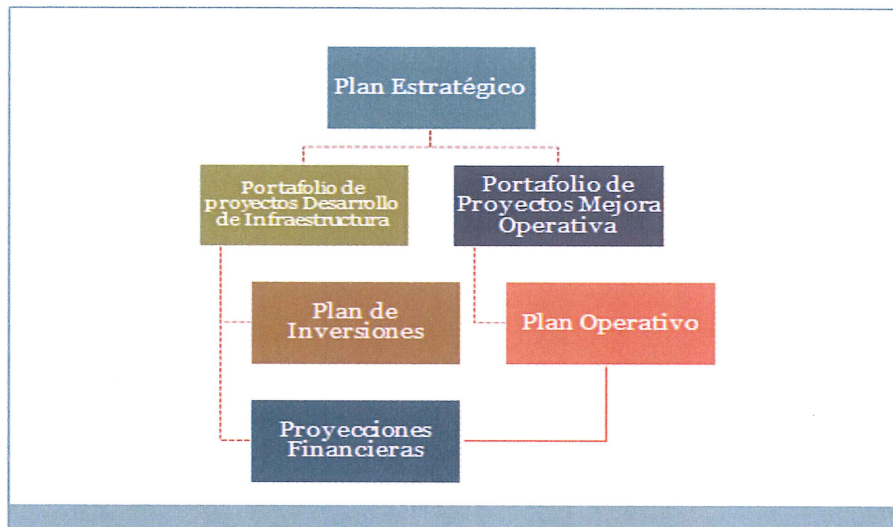 Plan Estratégico
Portafolio de
proyectos Desarrollo
de Infraestructura
Portafolio de
Proyectos Mejora
Operativa
Plan de
Inversiones
Plan Operativo
Proyecciones
Financieras